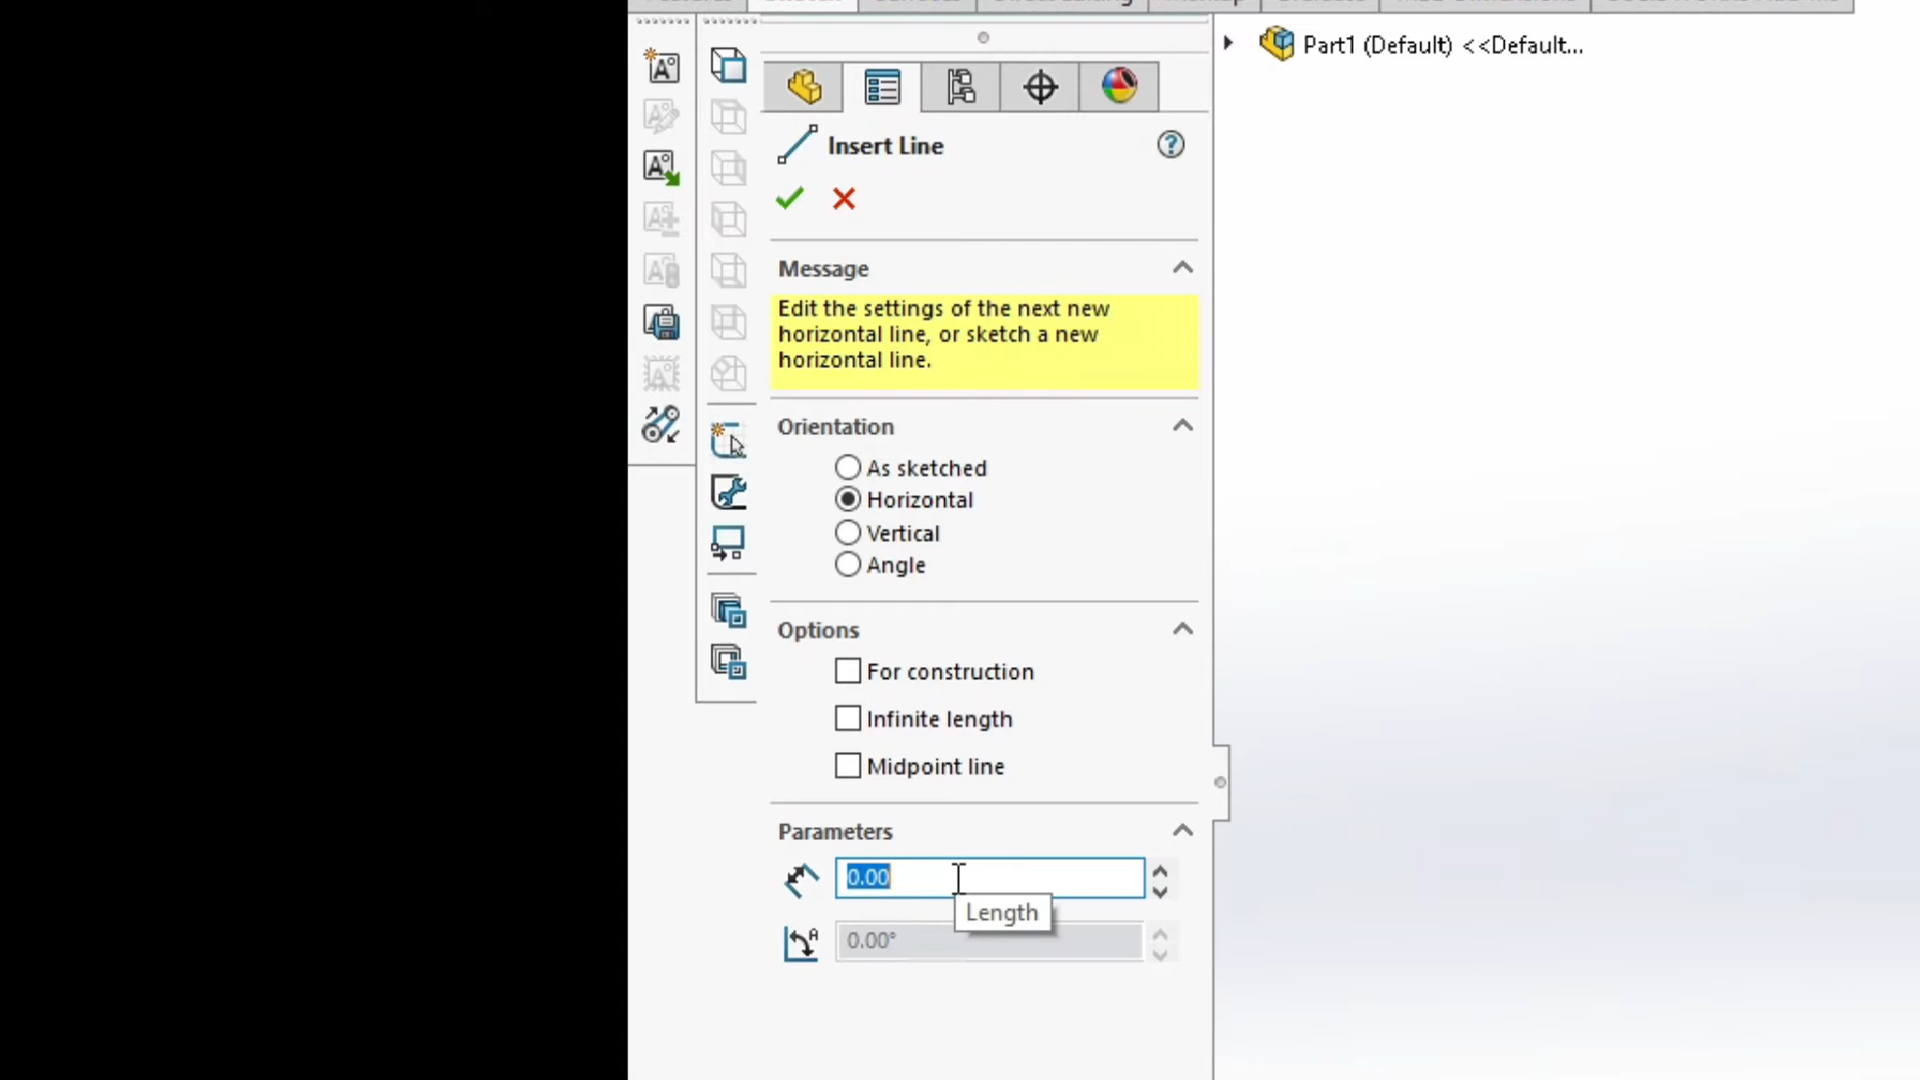 Part1 (Default) <<Default...
Insert Line
Message
Edit the settings of the next new
horizontal line, or sketch a new
horizontal line.
Orientation
As sketched
Horizontal
Vertical
Angle
Options
For construction
Infinite length
Midpoint line
Parameters
0.00
Length
0.00°